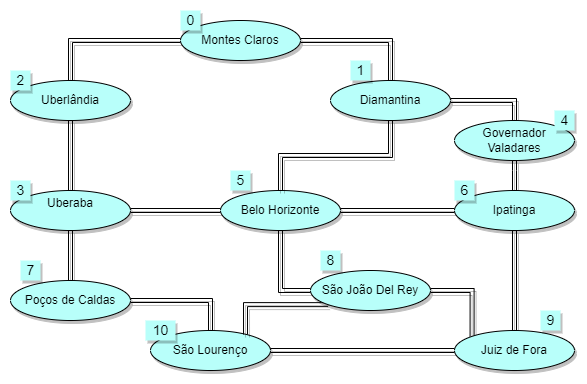 0
Montes Claros
1
Diamantina
2
Uberlândia
4
Governador
Valadares
3
Uberaba
5
Belo Horizonte
6
Ipatinga
7
Poços de Caldas
8
São João Del Rey
10
São Lourenço
9
Juiz de Fora